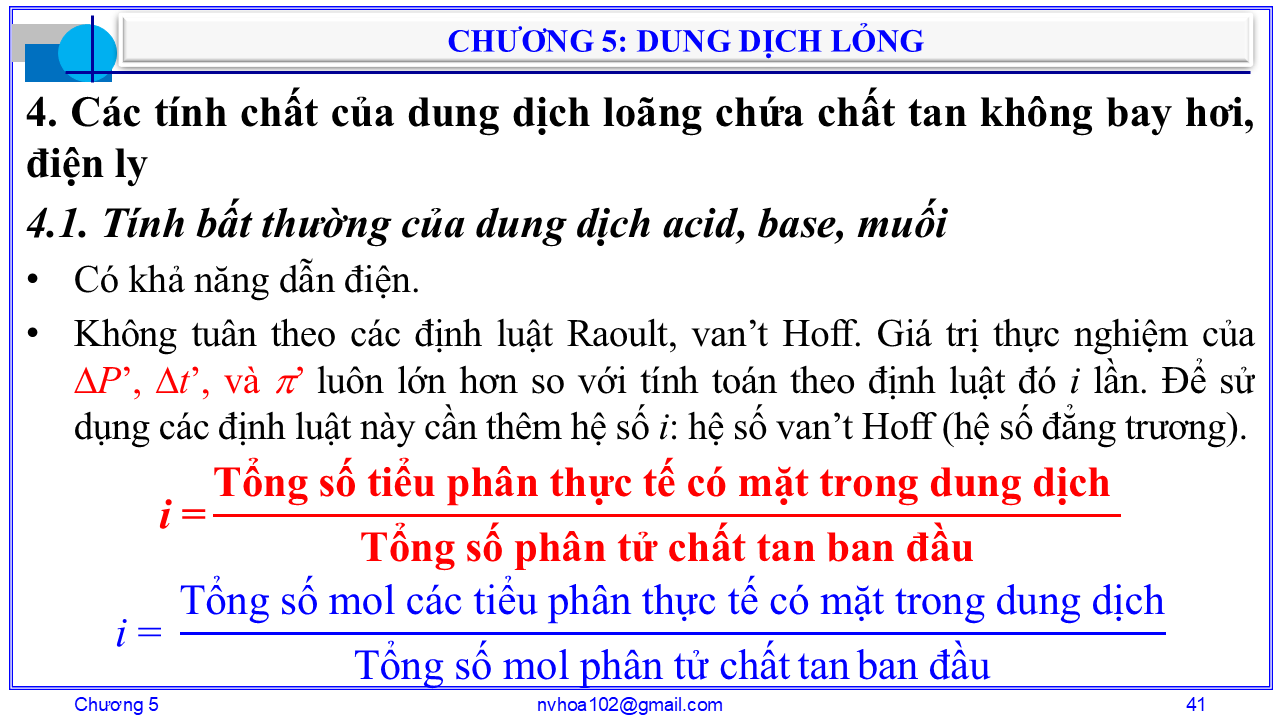 CHƯƠNG 5: DUNG DỊCH LỎNG
4. Các tính chất của dung dịch loãng chứa chất tan không bay hơi,
điện ly
4.1. Tính bất thường của dung dịch acid, base, muối
• Có khả năng dẫn điện.
• Không tuân theo các định luật Raoult, van’t Hoff. Giá trị thực nghiệm của
∆P’, ∆t’, và π’ luôn lớn hơn so với tính toán theo định luật đó i lần. Để sử
dụng các định luật này cần thêm hệ số i: hệ số van’t Hoff (hệ số đẳng trương).
Tổng số tiểu phân thực tế có mặt trong dung dịch
i =
Tổng số phân tử chất tan ban đầu
Tổng số mol các tiểu phân thực tế có mặt trong dung dịch
i =
Tổng số mol phân tử chất tan ban đầu
Chương 5 nvhoa102@gmail.com 41